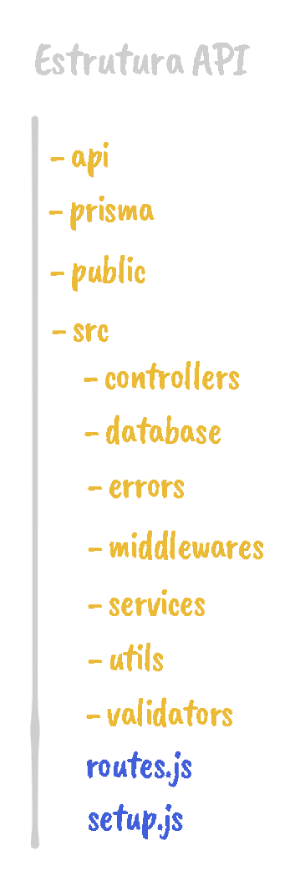 Estrutura API
- api
- prisma
- public
- src
- controllers
- database
- errors
- middlewares
- services
- utils
- validators
routes.js
setup.js